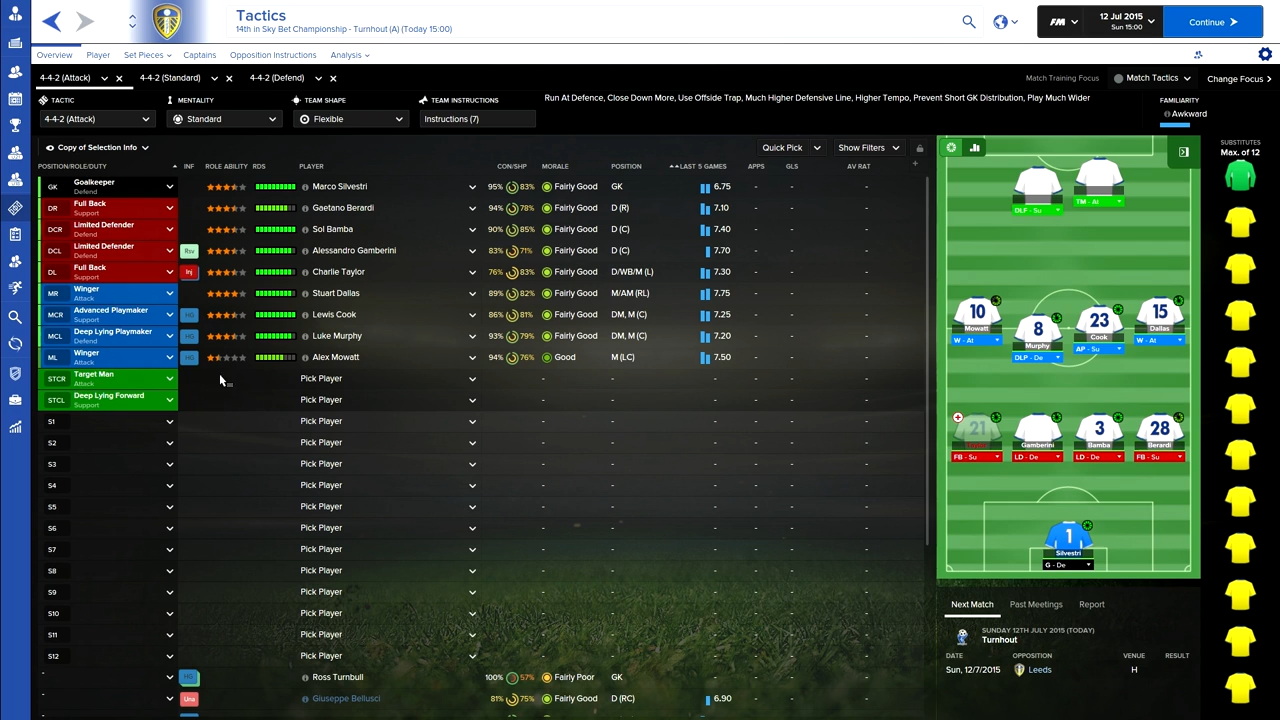 Tactics
14th in Sky Bet Championship - Turnhout (A) (Today 15:00)
FM
12 Jul 2015
Sun 15:00
Continue
Overview Player Set Pieces Captains Opposition Instructions Analysis
4-4-2 (Attack) 4-4-2 (Standard) 4-4-2 (Defend)
Match Training Focus Match Tactics Change Focus
TACTIC MENTALITY TEAM SHAPE TEAM INSTRUCTIONS
4-4-2 (Attack) Standard Flexible Instructions (7)
Run At Defence, Close Down More, Use Offside Trap, Much Higher Defensive Line, Higher Tempo, Prevent Short GK Distribution, Play Much Wider
FAMILIARITY
Awkward
Copy of Selection Info Quick Pick Show Filters
POSITION/ROLE/DUTY INF ROLE ABILITY RDS PLAYER CON/SHP MORALE POSITION LAST 5 GAMES APPS GLS AV RAT
GK Goalkeeper Defend Marco Silvestri 95% 83% Fairly Good GK 6.75 - - -
DR Full Back Support Gaetano Berardi 94% 78% Fairly Good D (R) 7.10 - - -
DCR Limited Defender Defend Sol Bamba 90% 85% Fairly Good D (C) 7.40 - - -
DCL Limited Defender Defend Rsv Alessandro Gamberini 83% 71% Fairly Good D (C) 7.70 - - -
DL Full Back Support Inj Charlie Taylor 76% 83% Fairly Good D/WB/M (L) 7.30 - - -
MR Winger Attack Stuart Dallas 89% 82% Fairly Good M/AM (RL) 7.75 - - -
MCR Advanced Playmaker Support HG Lewis Cook 86% 81% Fairly Good DM, M (C) 7.25 - - -
MCL Deep Lying Playmaker Defend HG Luke Murphy 93% 79% Fairly Good DM, M (C) 7.20 - - -
ML Winger Attack HG Alex Mowatt 94% 76% Good M (LC) 7.50 - - -
STCR Target Man Attack Pick Player - - - - - - -
STCL Deep Lying Forward Support Pick Player - - - - - - -
S1 Pick Player - - - - - - -
S2 Pick Player - - - - - - -
S3 Pick Player - - - - - - -
S4 Pick Player - - - - - - -
S5 Pick Player - - - - - - -
S6 Pick Player - - - - - - -
S7 Pick Player - - - - - - -
S8 Pick Player - - - - - - -
S9 Pick Player - - - - - - -
S10 Pick Player - - - - - - -
S11 Pick Player - - - - - - -
S12 Pick Player - - - - - - -
- HG Ross Turnbull 100% 57% Fairly Poor GK - - -
- Una Giuseppe Bellusci 81% 75% Fairly Good D (RC) 6.90 - - -
DLF - Su TM - At
10 8 23 15
Mowatt Murphy Cook Dallas
W - At DLP - De AP - Su W - At
21 3 28
Gamberini Bamba Berardi
FB - Su LD - De LD - De FB - Su
1
Silvestri
G - De
SUBSTITUTES
Max. of 12
Next Match Past Meetings Report
SUNDAY 12TH JULY 2015 (TODAY)
Turnhout
DATE OPPOSITION VENUE RESULT
Sun, 12/7/2015 Leeds H